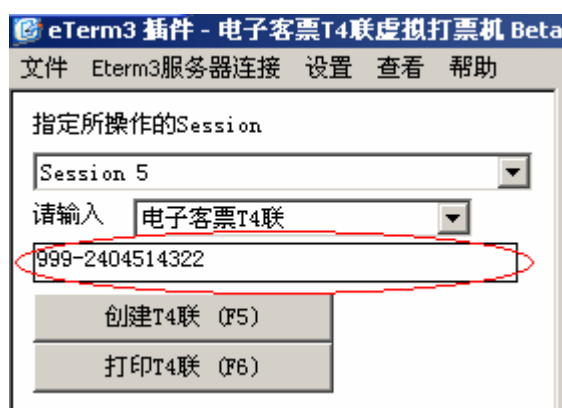 eTerm3 插件 - 电子客票T4联虚拟打票机 Beta
文件 Eterm3服务器连接 设置 查看 帮助
指定所操作的Session
Session 5
请输入 电子客票T4联
999-2404514322
创建T4联 (F5)
打印T4联 (F6)